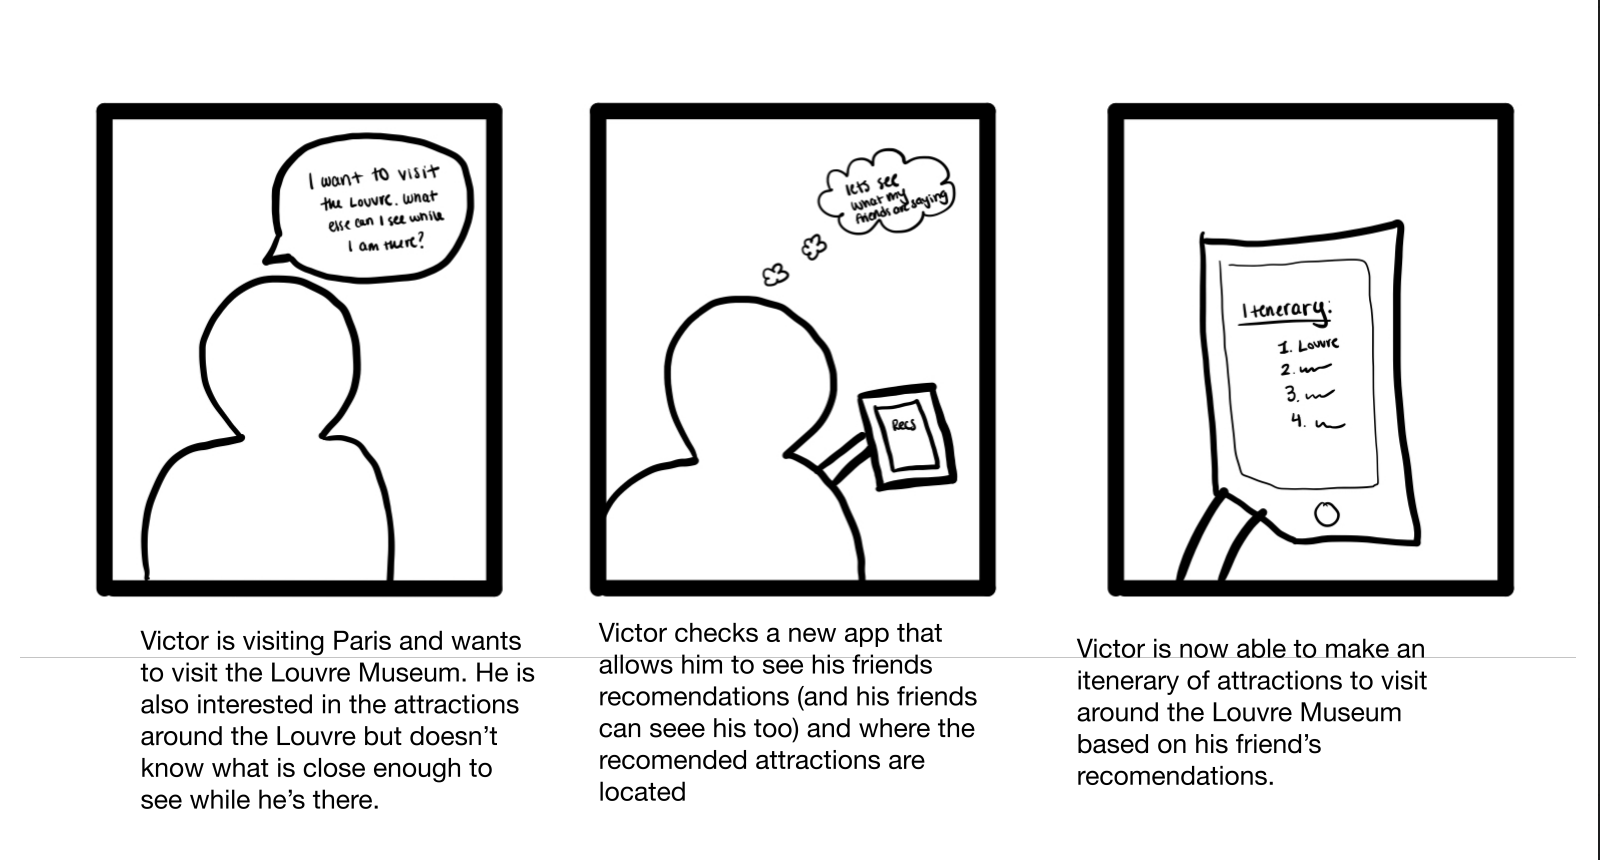 I want to visit
the Louvre. What
else can I see while
I am there?
lets see
what my
friends are saying
Recs
Itenerary:
1. Louvre
2.
3.
4.
Victor is visiting Paris and wants
to visit the Louvre Museum. He is
also interested in the attractions
around the Louvre but doesn’t
know what is close enough to
see while he’s there.
Victor checks a new app that
allows him to see his friends
recomendations (and his friends
can seee his too) and where the
recomended attractions are
located
Victor is now able to make an
itenerary of attractions to visit
around the Louvre Museum
based on his friend’s
recomendations.